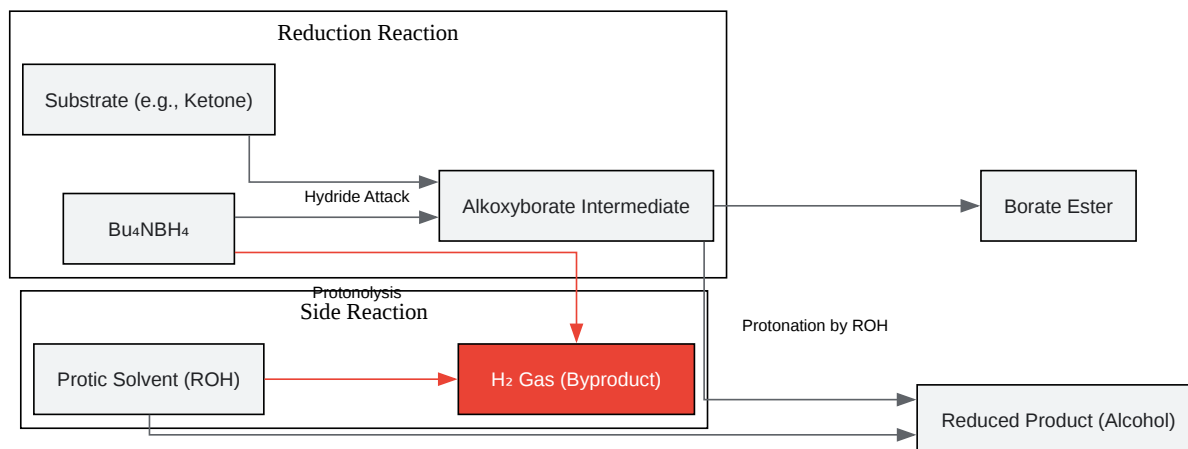 Reduction Reaction
Substrate (e.g., Ketone)
Hydride Attack
Alkoxyborate Intermediate
Borate Ester
Bu₄NBH₄
Protonolysis
Side Reaction
Protonation by ROH
Protic Solvent (ROH)
H₂ Gas (Byproduct)
Reduced Product (Alcohol)